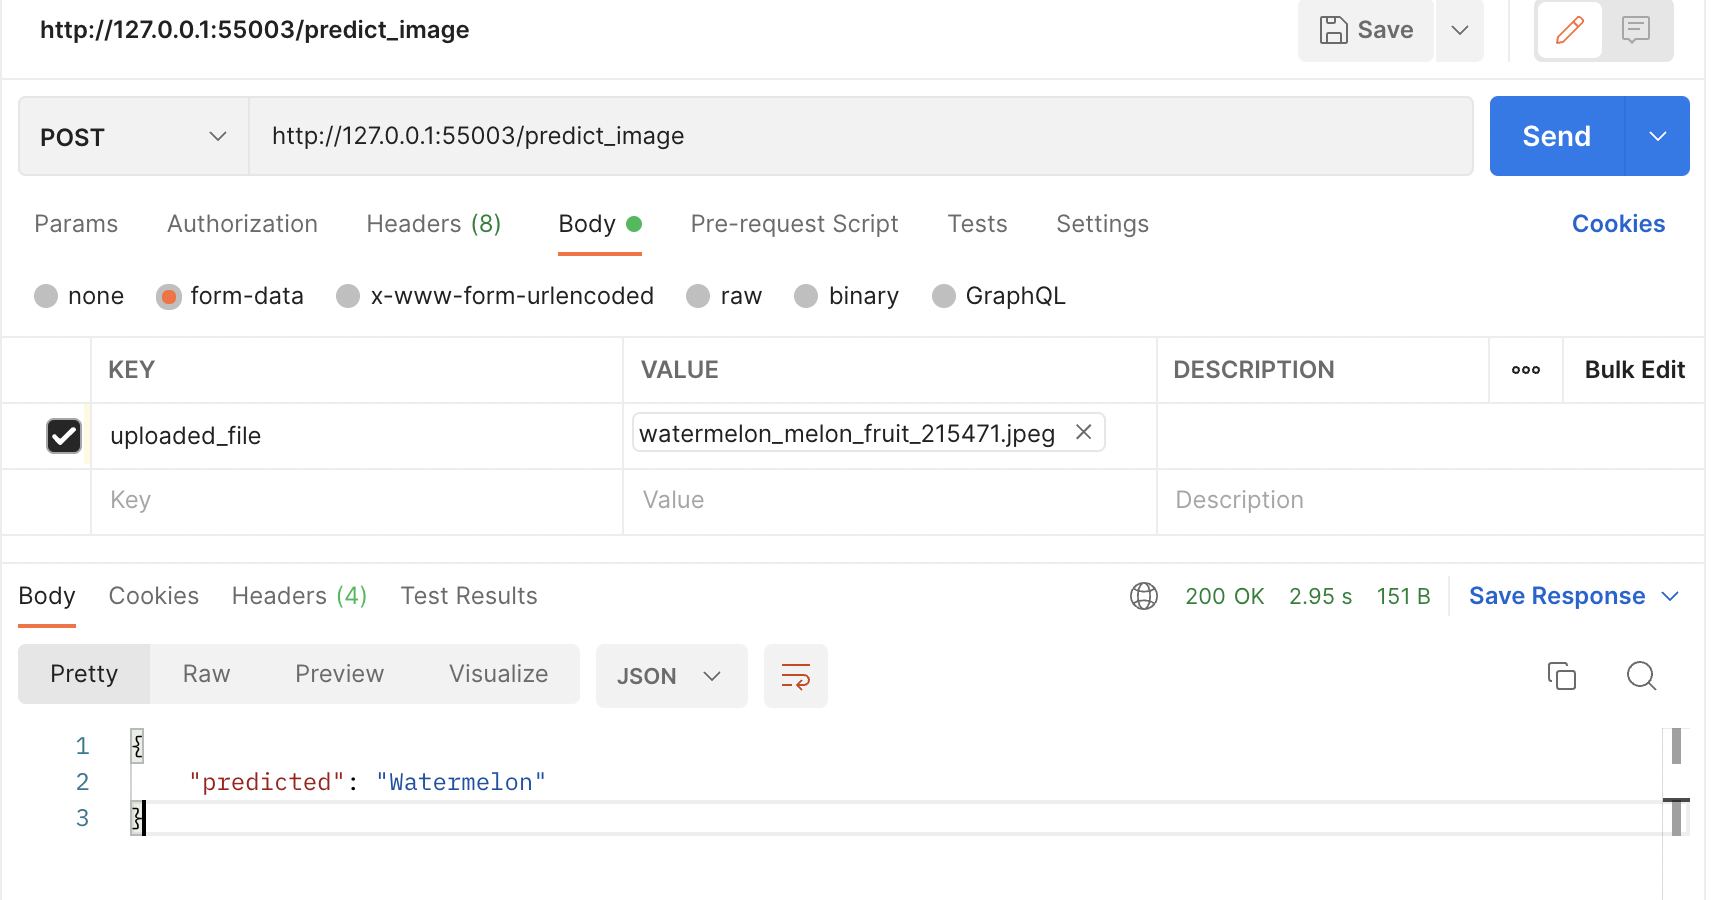 http://127.0.0.1:55003/predict_image Save
POST http://127.0.0.1:55003/predict_image Send
Params Authorization Headers (8) Body Pre-request Script Tests Settings Cookies
none form-data x-www-form-urlencoded raw binary GraphQL
KEY VALUE DESCRIPTION Bulk Edit
uploaded_file watermelon_melon_fruit_215471.jpeg
Key Value Description
Body Cookies Headers (4) Test Results 200 OK 2.95 s 151 B Save Response
Pretty Raw Preview Visualize JSON
1 {
2 "predicted": "Watermelon"
3 }